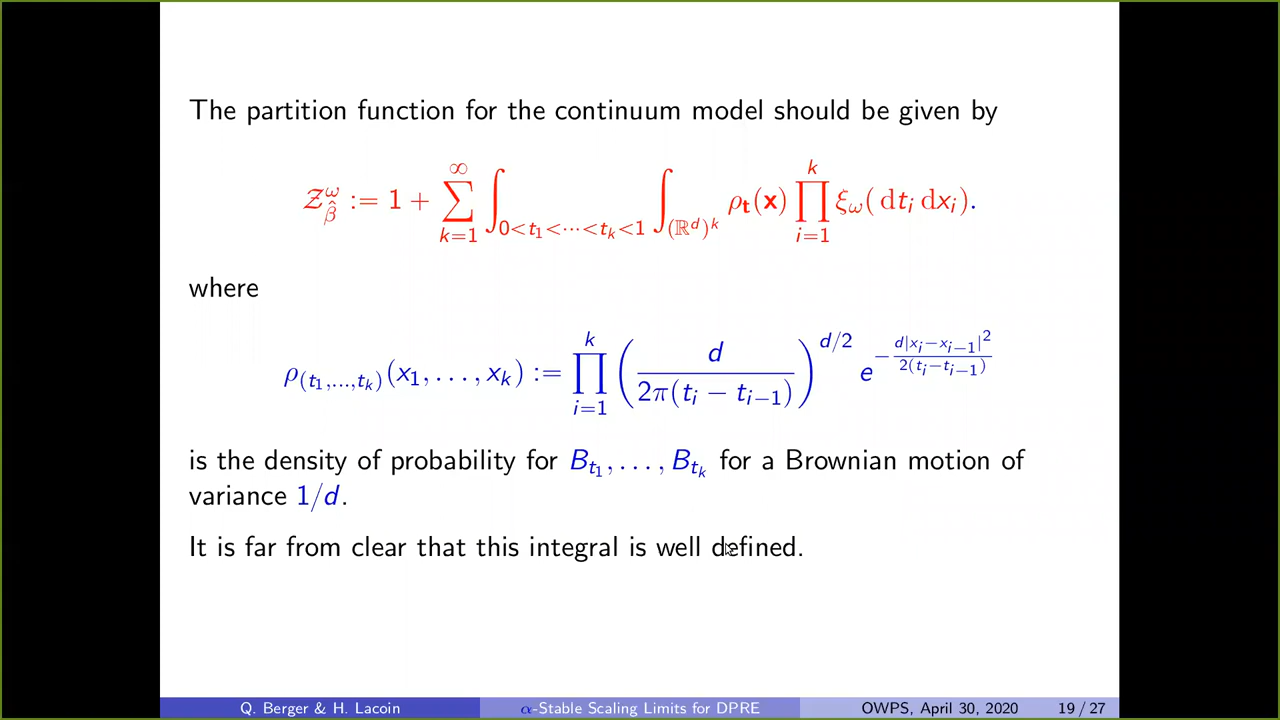 The partition function for the continuum model should be given by
$\mathcal{Z}^{\omega}_{\hat{\beta}} := 1 + \sum_{k=1}^{\infty} \int_{0<t_1<\cdots<t_k<1} \int_{(\mathbb{R}^d)^k} \rho_{\mathbf{t}}(\mathbf{x}) \prod_{i=1}^{k} \xi_{\omega}(\,\mathrm{d}t_i\,\mathrm{d}x_i).$
where
$\rho_{(t_1,\ldots,t_k)}(x_1,\ldots,x_k) := \prod_{i=1}^{k} \left(\frac{d}{2\pi(t_i - t_{i-1})}\right)^{d/2} e^{-\frac{d|x_i - x_{i-1}|^2}{2(t_i - t_{i-1})}}$
is the density of probability for $B_{t_1},\ldots,B_{t_k}$ for a Brownian motion of
variance $1/d$.
It is far from clear that this integral is well defined.
Q. Berger & H. Lacoin α-Stable Scaling Limits for DPRE OWPS, April 30, 2020 19 / 27